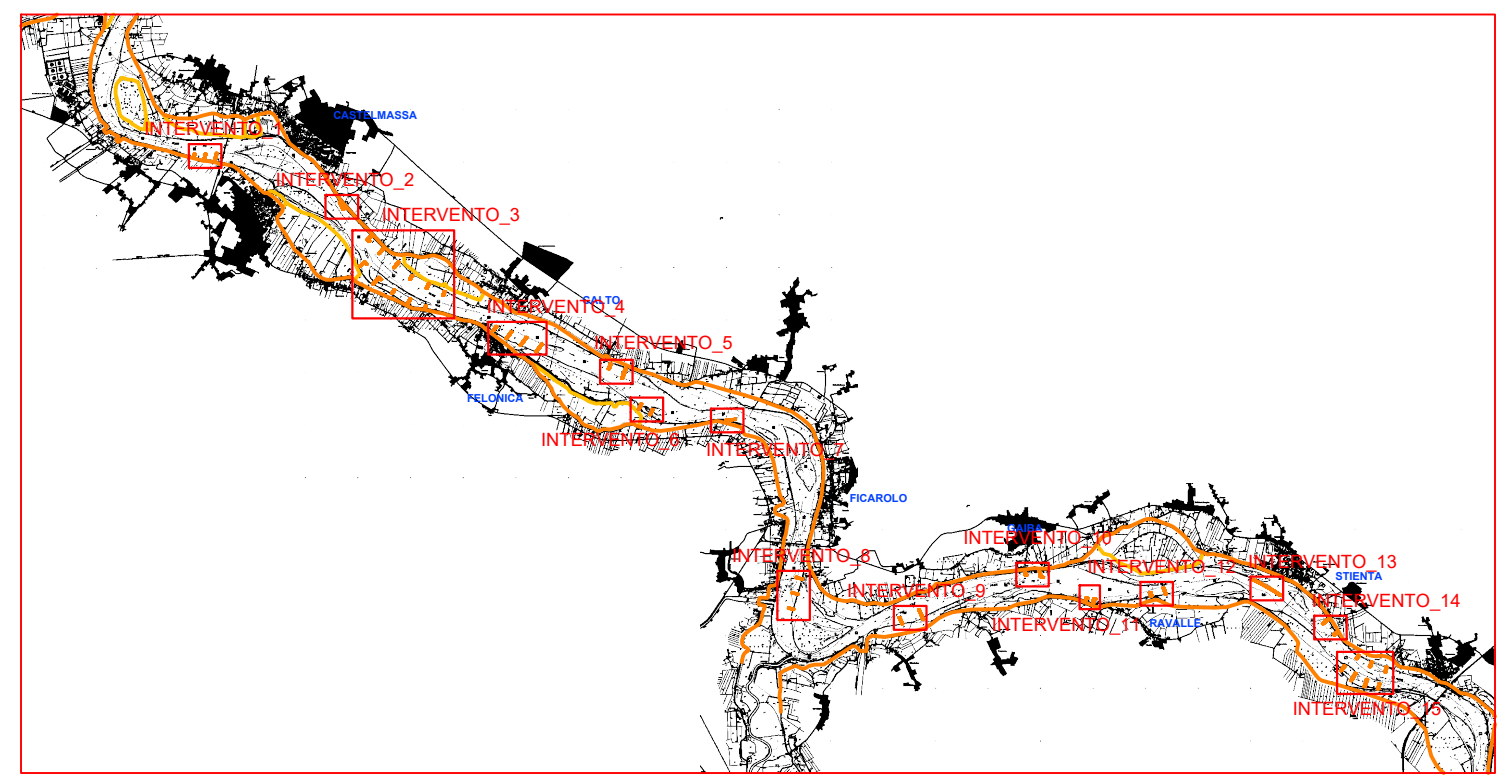 CASTELMASSA
INTERVENTO_1
INTERVENTO_2
INTERVENTO_3
SALTO
INTERVENTO_4
INTERVENTO_5
FELONICA
INTERVENTO_6
INTERVENTO_7
FICAROLO
GAIBA
INTERVENTO_10
INTERVENTO_8
INTERVENTO_12
INTERVENTO_13
STIENTA
INTERVENTO_9
INTERVENTO_14
INTERVENTO_11
RAVALLE
INTERVENTO_15